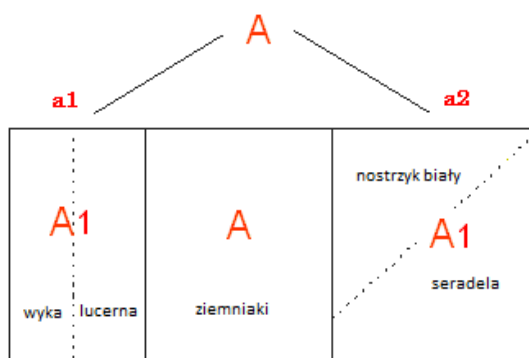 A
a1 a2
nostrzyk biały
A1 A A1
seradela
wyka lucerna ziemniaki